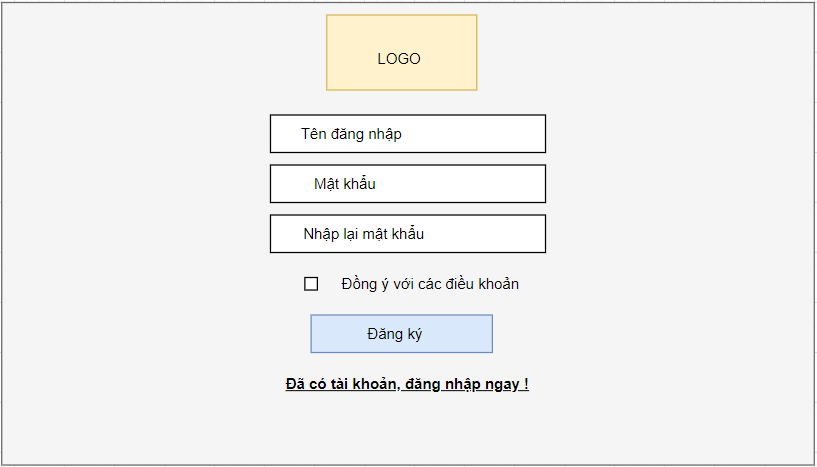 LOGO
Tên đăng nhập
Mật khẩu
Nhập lại mật khẩu
Đồng ý với các điều khoản
Đăng ký
Đã có tài khoản, đăng nhập ngay !